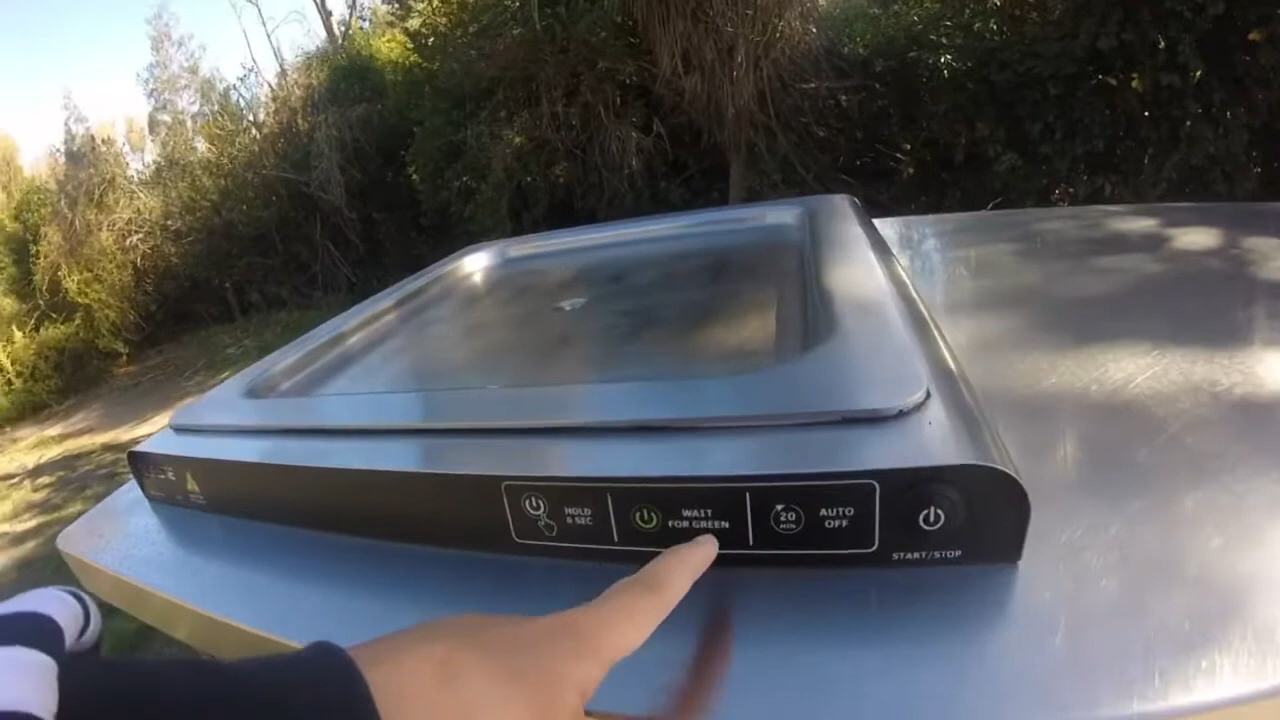 HOLD
6 SEC
WAIT
FOR GREEN
20
MIN
AUTO
OFF
START/STOP